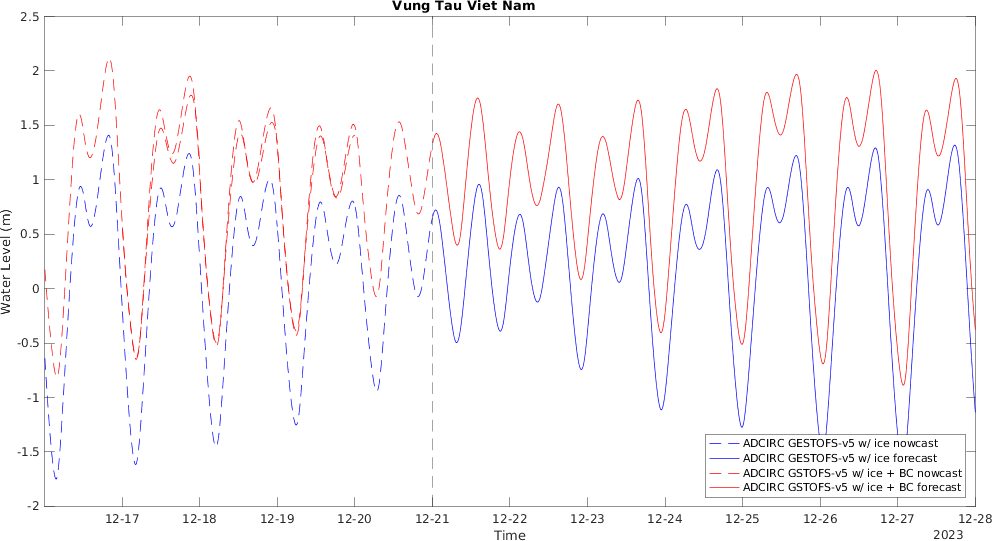 Vung Tau Viet Nam
2.5
2
1.5
1
0.5
0
-0.5
-1
-1.5
-2
Water Level (m)
ADCIRC GESTOFS-v5 w/ ice nowcast
ADCIRC GESTOFS-v5 w/ ice forecast
ADCIRC GSTOFS-v5 w/ ice + BC nowcast
ADCIRC GSTOFS-v5 w/ ice + BC forecast
12-17 12-18 12-19 12-20 12-21 12-22 12-23 12-24 12-25 12-26 12-27 12-28
Time
2023